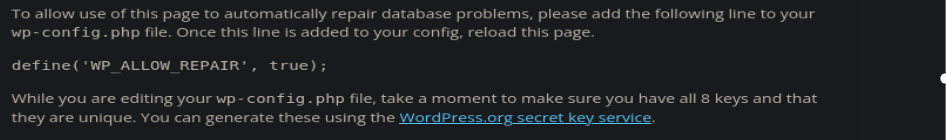 To allow use of this page to automatically repair database problems, please add the following line to your
wp-config.php file. Once this line is added to your config, reload this page.
define('WP_ALLOW_REPAIR', true);
While you are editing your wp-config.php file, take a moment to make sure you have all 8 keys and that
they are unique. You can generate these using the WordPress.org secret key service.